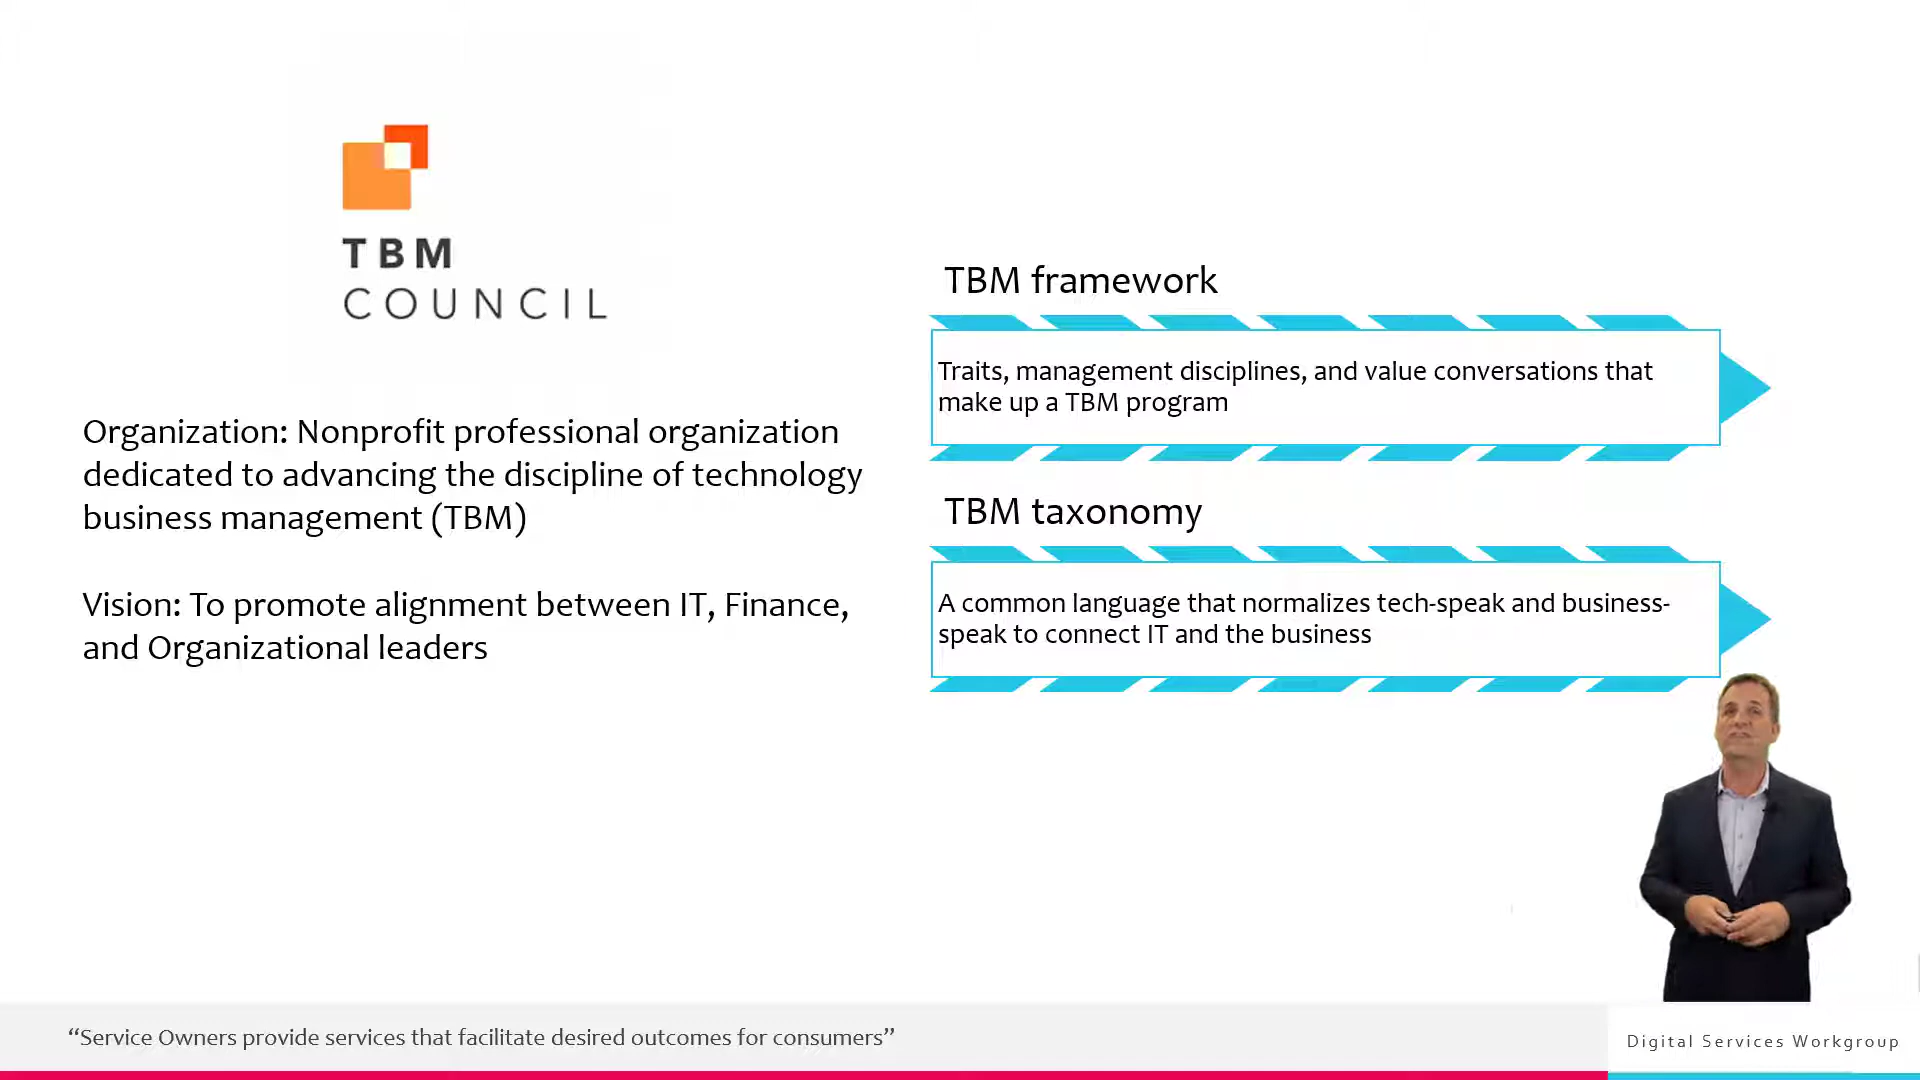 TBM
COUNCIL
Organization: Nonprofit professional organization
dedicated to advancing the discipline of technology
business management (TBM)
Vision: To promote alignment between IT, Finance,
and Organizational leaders
TBM framework
Traits, management disciplines, and value conversations that
make up a TBM program
TBM taxonomy
A common language that normalizes tech-speak and business-
speak to connect IT and the business
“Service Owners provide services that facilitate desired outcomes for consumers”
Digital Services Workgroup